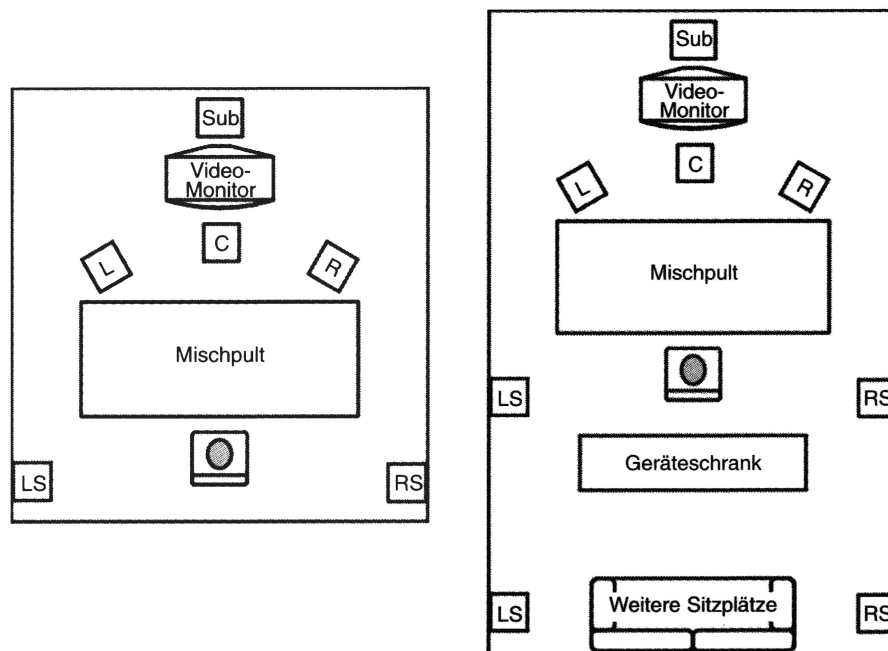 Sub
Video-
Monitor
C
L
R
Mischpult
LS
RS
Sub
Video-
Monitor
C
L
R
Mischpult
LS
RS
Geräteschrank
LS
Weitere Sitzplätze
RS